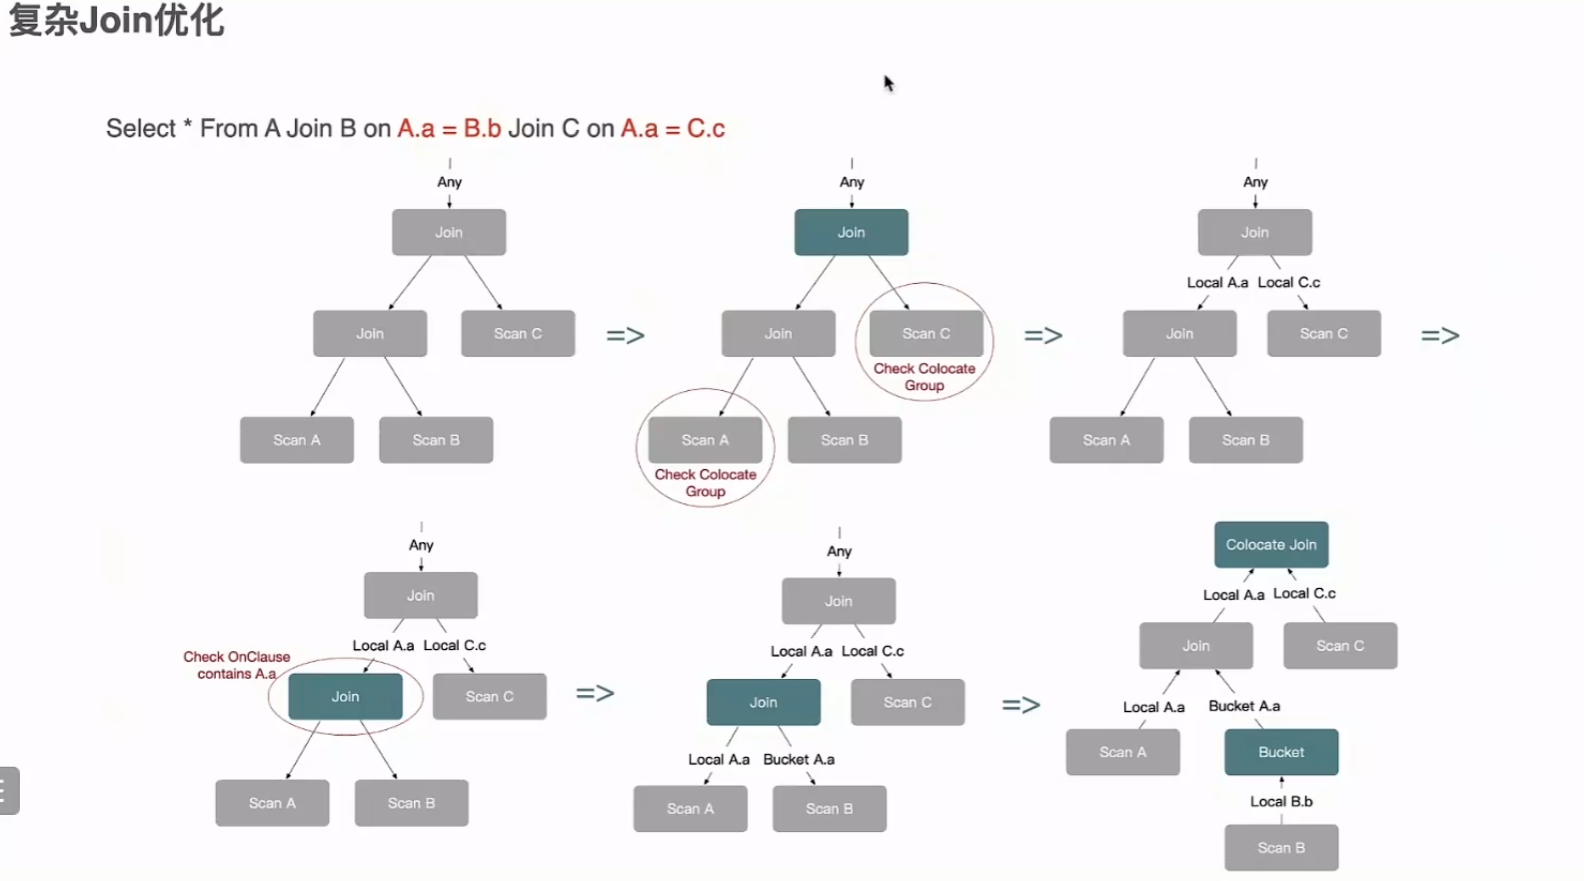 复杂Join优化
Select * From A Join B on A.a = B.b Join C on A.a = C.c
Any
Join
Join
Scan C
Scan A
Scan B
=>
Any
Join
Join
Scan C
Check Colocate
Group
Scan A
Scan B
Check Colocate
Group
=>
Any
Join
Local A.a Local C.c
Join
Scan C
Scan A
Scan B
=>
Any
Join
Local A.a Local C.c
Check OnClause
contains A.a
Join
Scan C
Scan A
Scan B
=>
Any
Join
Local A.a Local C.c
Join
Scan C
Local A.a Bucket A.a
Scan A
Scan B
=>
Colocate Join
Local A.a Local C.c
Join
Scan C
Local A.a Bucket A.a
Scan A
Bucket
Local B.b
Scan B